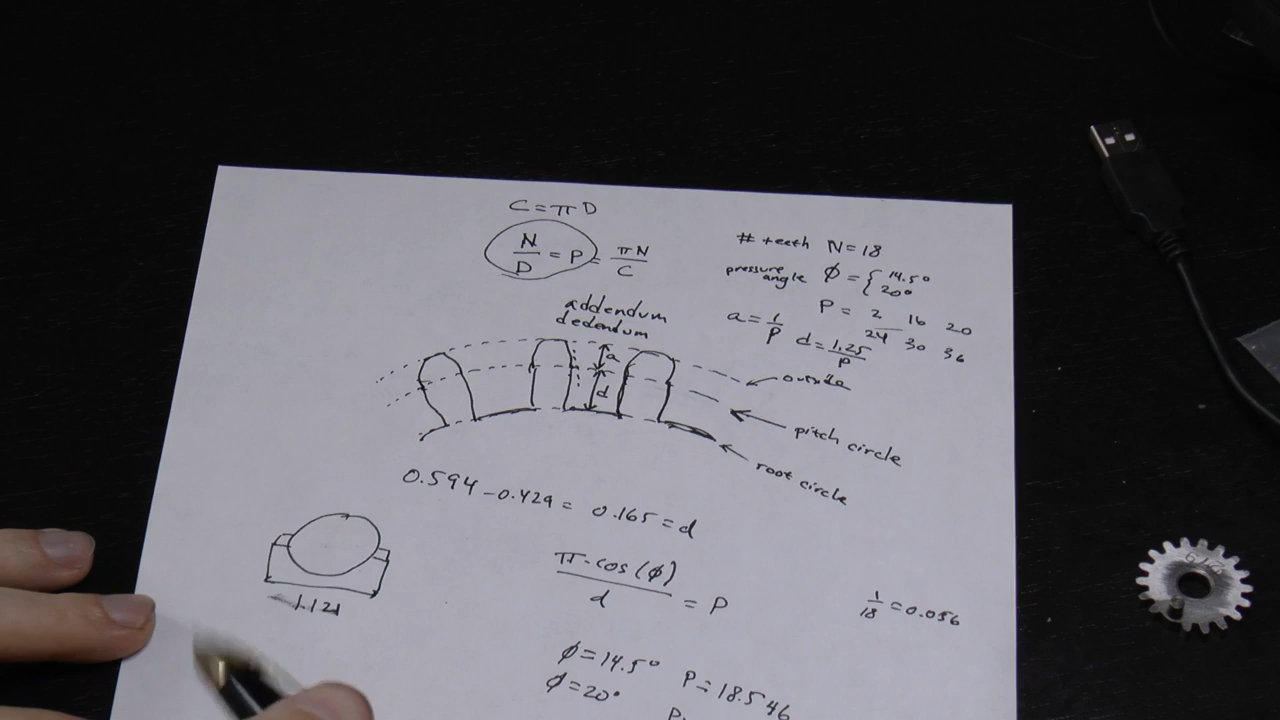 C = πD
N/D = P = πN/C
# teeth N = 18
pressure angle ϕ = { 14.5° 20°
P = 2 16 20
24 30 36
a = 1/P d = 1.25/P
addendum
dedendum
a
d
outside
pitch circle
root circle
0.594 - 0.429 = 0.165 = d
π · cos(ϕ) / d = P
1/18 = 0.056
1.121
ϕ = 14.5° P = 18.546
ϕ = 20°